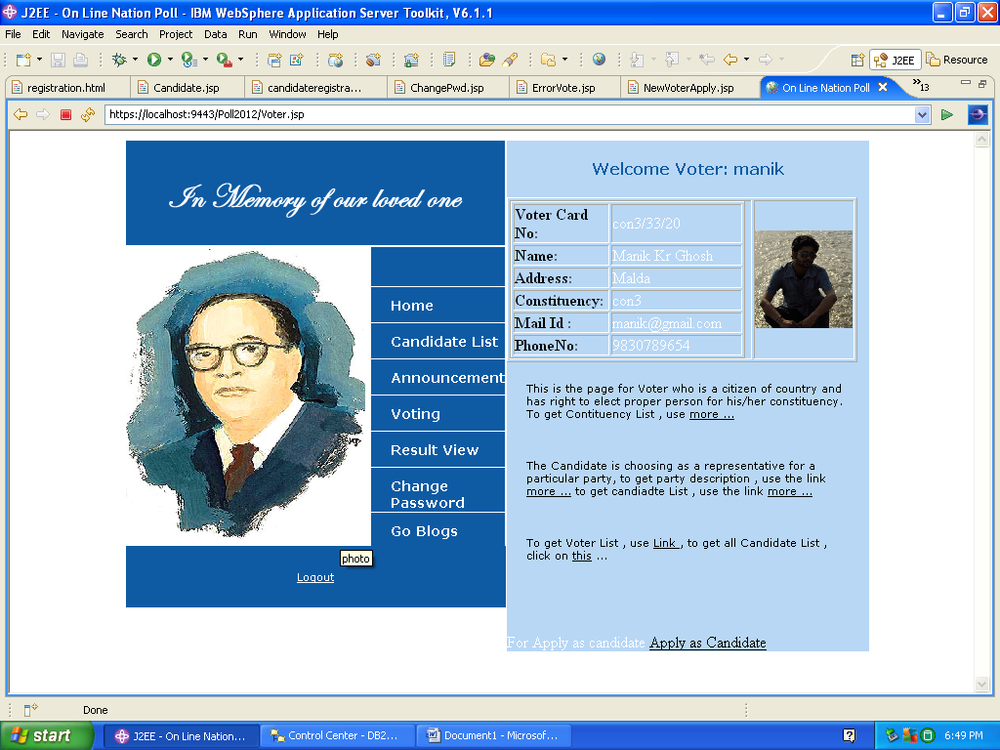 J2EE - On Line Nation Poll - IBM WebSphere Application Server Toolkit, V6.1.1
File Edit Navigate Search Project Data Run Window Help
J2EE Resource
registration.html Candidate.jsp candidateregistra... ChangePwd.jsp ErrorVote.jsp NewVoterApply.jsp On Line Nation Poll »13
https://localhost:9443/Poll2012/Voter.jsp
In Memory of our loved one
Home
Candidate List
Announcement
Voting
Result View
Change
Password
Go Blogs
photo
Logout
Welcome Voter: manik
Voter Card No: con3/33/20
Name: Manik Kr Ghosh
Address: Malda
Constituency: con3
Mail Id : manik@gmail.com
PhoneNo: 9830789654
This is the page for Voter who is a citizen of country and
has right to elect proper person for his/her constituency.
To get Contituency List , use more ...
The Candidate is choosing as a representative for a
particular party, to get party description , use the link
more ... to get candiadte List , use the link more ...
To get Voter List , use Link , to get all Candidate List ,
click on this ...
For Apply as candidate Apply as Candidate
Done
start J2EE - On Line Nation... Control Center - DB2... Document1 - Microsof... 6:49 PM